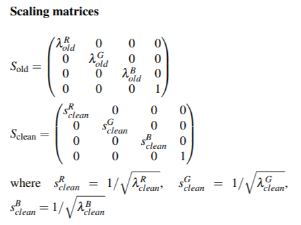 Scaling matrices
S_old = ( λ^R_old 0 0 0
0 λ^G_old 0 0
0 0 λ^B_old 0
0 0 0 1 )
S_clean = ( s^R_clean 0 0 0
0 s^G_clean 0 0
0 0 s^B_clean 0
0 0 0 1 )
where s^R_clean = 1/√λ^R_clean, s^G_clean = 1/√λ^G_clean,
s^B_clean = 1/√λ^B_clean